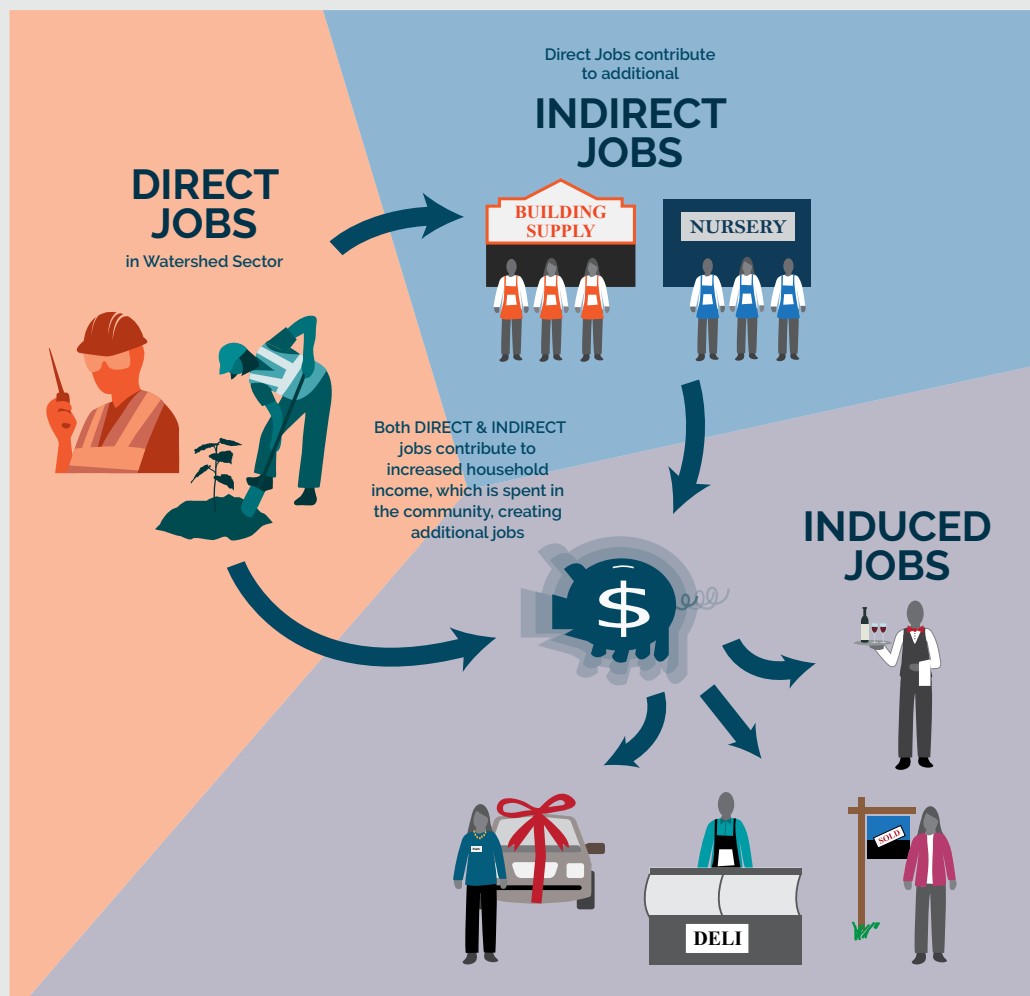 Direct Jobs contribute
to additional
INDIRECT
JOBS
DIRECT
JOBS
in Watershed Sector
BUILDING
SUPPLY
NURSERY
Both DIRECT & INDIRECT
jobs contribute to
increased household
income, which is spent in
the community, creating
additional jobs
INDUCED
JOBS
$
SOLD
DELI